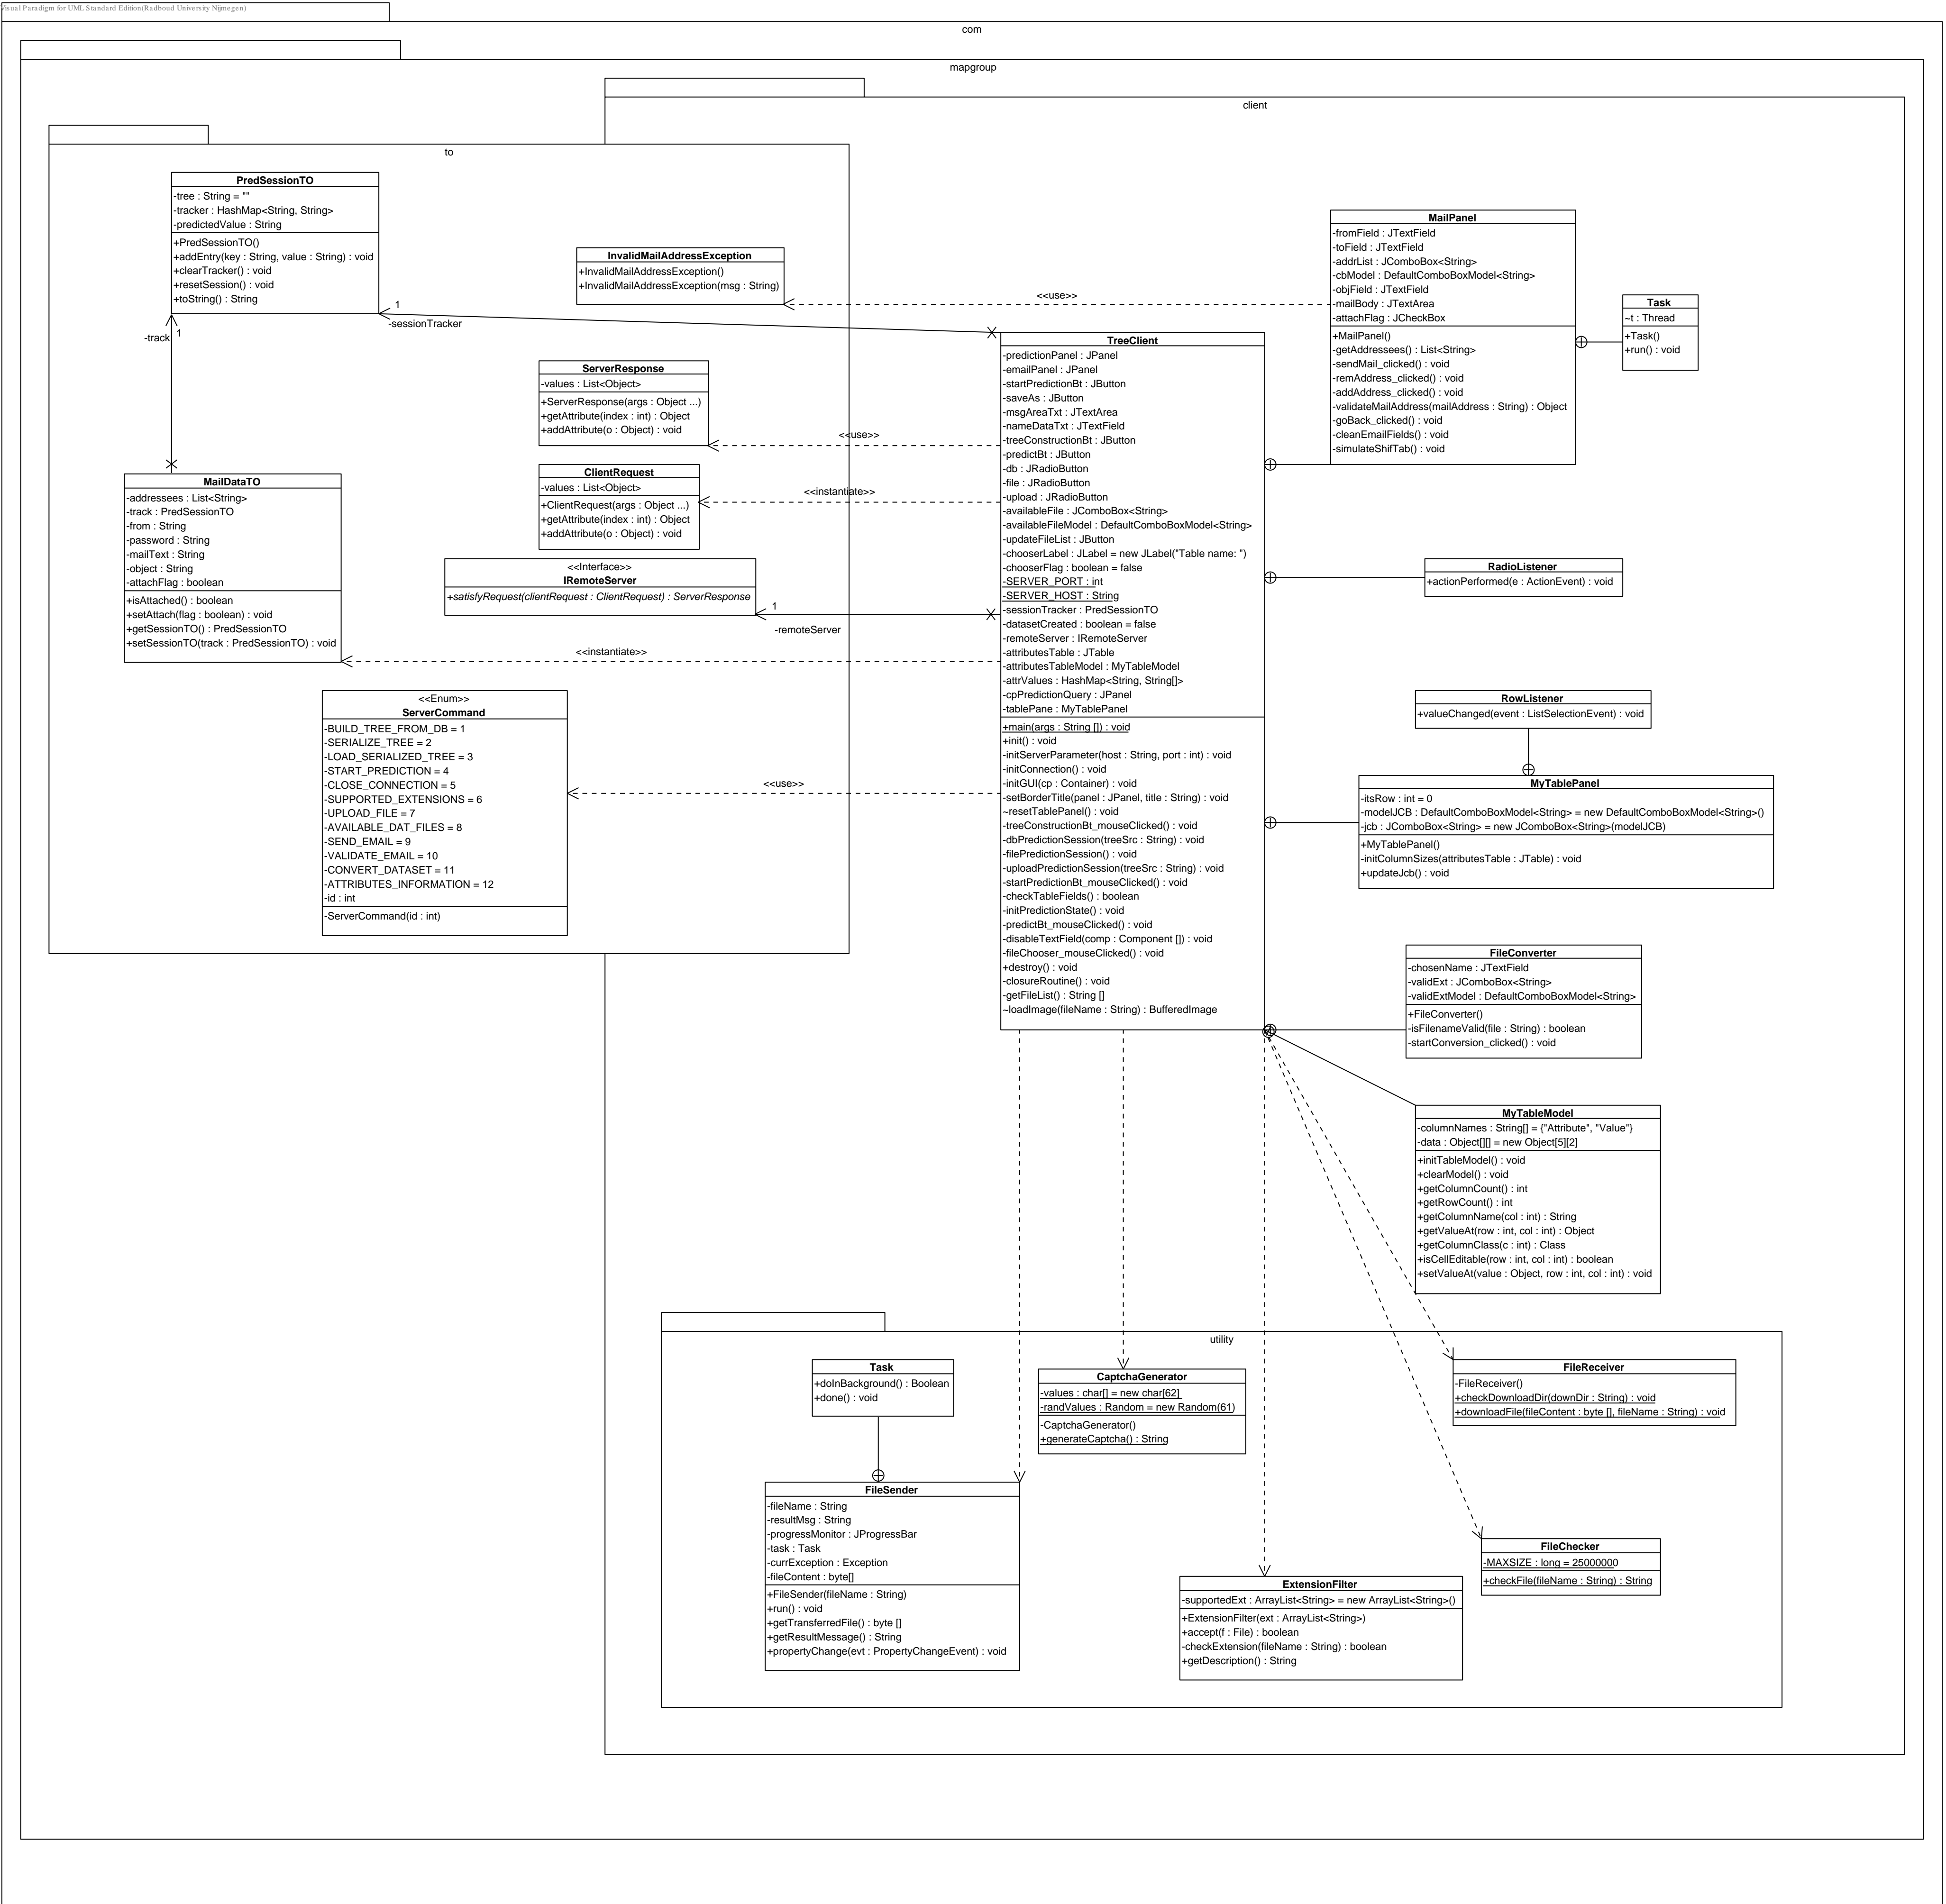 Visual Paradigm for UML Standard Edition(Radboud University Nijmegen)
com
mapgroup
client
to
PredSessionTO
-tree : String = ""
-tracker : HashMap<String, String>
-predictedValue : String
+PredSessionTO()
+addEntry(key : String, value : String) : void
+clearTracker() : void
+resetSession() : void
+toString() : String
InvalidMailAddressException
+InvalidMailAddressException()
+InvalidMailAddressException(msg : String)
<<use>>
MailPanel
-fromField : JTextField
-toField : JTextField
-addrList : JComboBox<String>
-cbModel : DefaultComboBoxModel<String>
-objField : JTextField
-mailBody : JTextArea
-attachFlag : JCheckBox
+MailPanel()
-getAddressees() : List<String>
-sendMail_clicked() : void
-remAddress_clicked() : void
-addAddress_clicked() : void
-validateMailAddress(mailAddress : String) : Object
-goBack_clicked() : void
-cleanEmailFields() : void
-simulateShifTab() : void
Task
~t : Thread
+Task()
+run() : void
1
-sessionTracker
-track
1
ServerResponse
-values : List<Object>
+ServerResponse(args : Object ...)
+getAttribute(index : int) : Object
+addAttribute(o : Object) : void
<<use>>
ClientRequest
-values : List<Object>
+ClientRequest(args : Object ...)
+getAttribute(index : int) : Object
+addAttribute(o : Object) : void
<<instantiate>>
<<Interface>>
IRemoteServer
+satisfyRequest(clientRequest : ClientRequest) : ServerResponse
1
-remoteServer
MailDataTO
-addressees : List<String>
-track : PredSessionTO
-from : String
-password : String
-mailText : String
-object : String
-attachFlag : boolean
+isAttached() : boolean
+setAttach(flag : boolean) : void
+getSessionTO() : PredSessionTO
+setSessionTO(track : PredSessionTO) : void
<<instantiate>>
<<Enum>>
ServerCommand
-BUILD_TREE_FROM_DB = 1
-SERIALIZE_TREE = 2
-LOAD_SERIALIZED_TREE = 3
-START_PREDICTION = 4
-CLOSE_CONNECTION = 5
-SUPPORTED_EXTENSIONS = 6
-UPLOAD_FILE = 7
-AVAILABLE_DAT_FILES = 8
-SEND_EMAIL = 9
-VALIDATE_EMAIL = 10
-CONVERT_DATASET = 11
-ATTRIBUTES_INFORMATION = 12
-id : int
-ServerCommand(id : int)
<<use>>
TreeClient
-predictionPanel : JPanel
-emailPanel : JPanel
-startPredictionBt : JButton
-saveAs : JButton
-msgAreaTxt : JTextArea
-nameDataTxt : JTextField
-treeConstructionBt : JButton
-predictBt : JButton
-db : JRadioButton
-file : JRadioButton
-upload : JRadioButton
-availableFile : JComboBox<String>
-availableFileModel : DefaultComboBoxModel<String>
-updateFileList : JButton
-chooserLabel : JLabel = new JLabel("Table name: ")
-chooserFlag : boolean = false
-SERVER_PORT : int
-SERVER_HOST : String
-sessionTracker : PredSessionTO
-datasetCreated : boolean = false
-remoteServer : IRemoteServer
-attributesTable : JTable
-attributesTableModel : MyTableModel
-attrValues : HashMap<String, String[]>
-cpPredictionQuery : JPanel
-tablePane : MyTablePanel
+main(args : String []) : void
+init() : void
-initServerParameter(host : String, port : int) : void
-initConnection() : void
-initGUI(cp : Container) : void
-setBorderTitle(panel : JPanel, title : String) : void
~resetTablePanel() : void
-treeConstructionBt_mouseClicked() : void
-dbPredictionSession(treeSrc : String) : void
-filePredictionSession() : void
-uploadPredictionSession(treeSrc : String) : void
-startPredictionBt_mouseClicked() : void
-checkTableFields() : boolean
-initPredictionState() : void
-predictBt_mouseClicked() : void
-disableTextField(comp : Component []) : void
-fileChooser_mouseClicked() : void
+destroy() : void
-closureRoutine() : void
-getFileList() : String []
~loadImage(fileName : String) : BufferedImage
RadioListener
+actionPerformed(e : ActionEvent) : void
RowListener
+valueChanged(event : ListSelectionEvent) : void
MyTablePanel
-itsRow : int = 0
-modelJCB : DefaultComboBoxModel<String> = new DefaultComboBoxModel<String>()
-jcb : JComboBox<String> = new JComboBox<String>(modelJCB)
+MyTablePanel()
-initColumnSizes(attributesTable : JTable) : void
+updateJcb() : void
FileConverter
-chosenName : JTextField
-validExt : JComboBox<String>
-validExtModel : DefaultComboBoxModel<String>
+FileConverter()
-isFilenameValid(file : String) : boolean
-startConversion_clicked() : void
MyTableModel
-columnNames : String[] = {"Attribute", "Value"}
-data : Object[][] = new Object[5][2]
+initTableModel() : void
+clearModel() : void
+getColumnCount() : int
+getRowCount() : int
+getColumnName(col : int) : String
+getValueAt(row : int, col : int) : Object
+getColumnClass(c : int) : Class
+isCellEditable(row : int, col : int) : boolean
+setValueAt(value : Object, row : int, col : int) : void
utility
Task
+doInBackground() : Boolean
+done() : void
CaptchaGenerator
-values : char[] = new char[62]
-randValues : Random = new Random(61)
-CaptchaGenerator()
+generateCaptcha() : String
FileReceiver
-FileReceiver()
+checkDownloadDir(downDir : String) : void
+downloadFile(fileContent : byte [], fileName : String) : void
FileSender
-fileName : String
-resultMsg : String
-progressMonitor : JProgressBar
-task : Task
-currException : Exception
-fileContent : byte[]
+FileSender(fileName : String)
+run() : void
+getTransferredFile() : byte []
+getResultMessage() : String
+propertyChange(evt : PropertyChangeEvent) : void
FileChecker
-MAXSIZE : long = 25000000
+checkFile(fileName : String) : String
ExtensionFilter
-supportedExt : ArrayList<String> = new ArrayList<String>()
+ExtensionFilter(ext : ArrayList<String>)
+accept(f : File) : boolean
-checkExtension(fileName : String) : boolean
+getDescription() : String